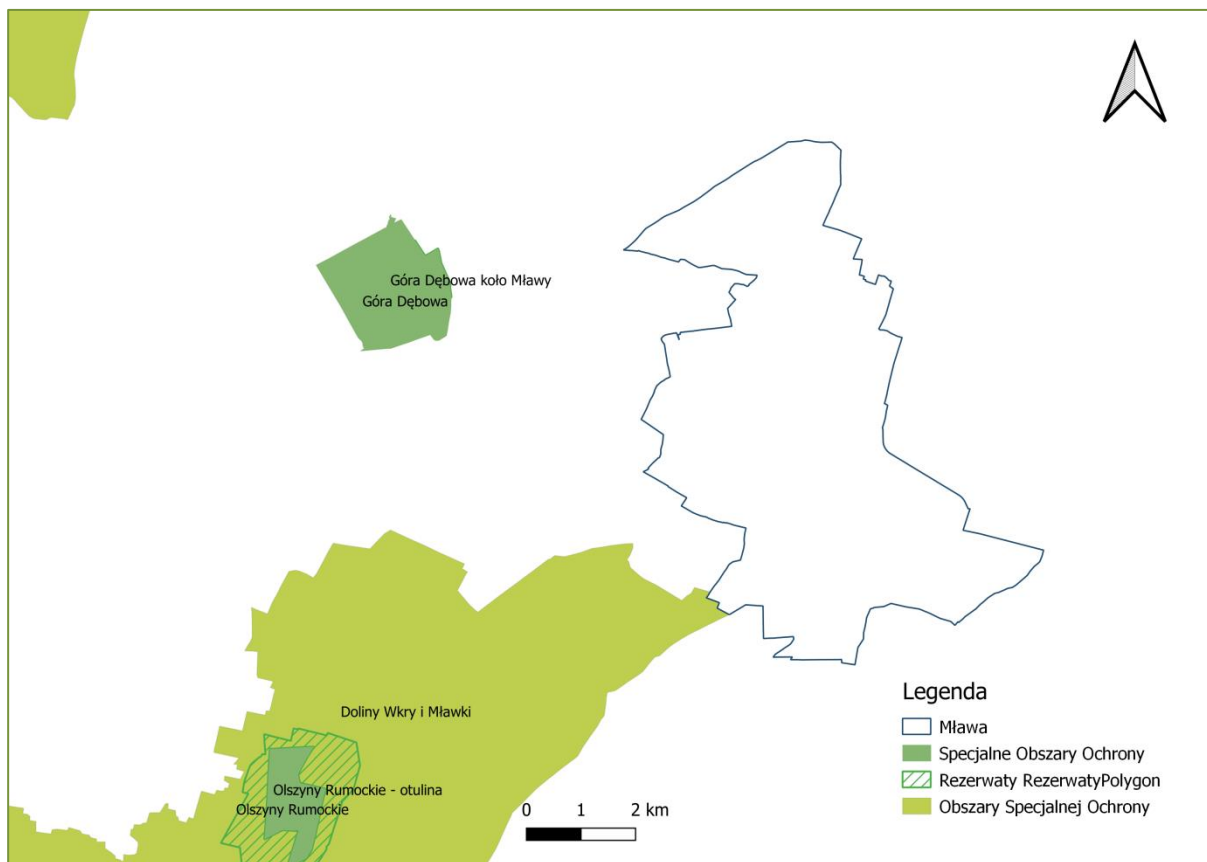 Góra Dębowa koło Mławy
Góra Dębowa
Doliny Wkry i Mławki
Olszyny Rumockie - otulina
Olszyny Rumockie
0 1 2 km
Legenda
Mława
Specjalne Obszary Ochrony
Rezerwaty RezerwatyPolygon
Obszary Specjalnej Ochrony